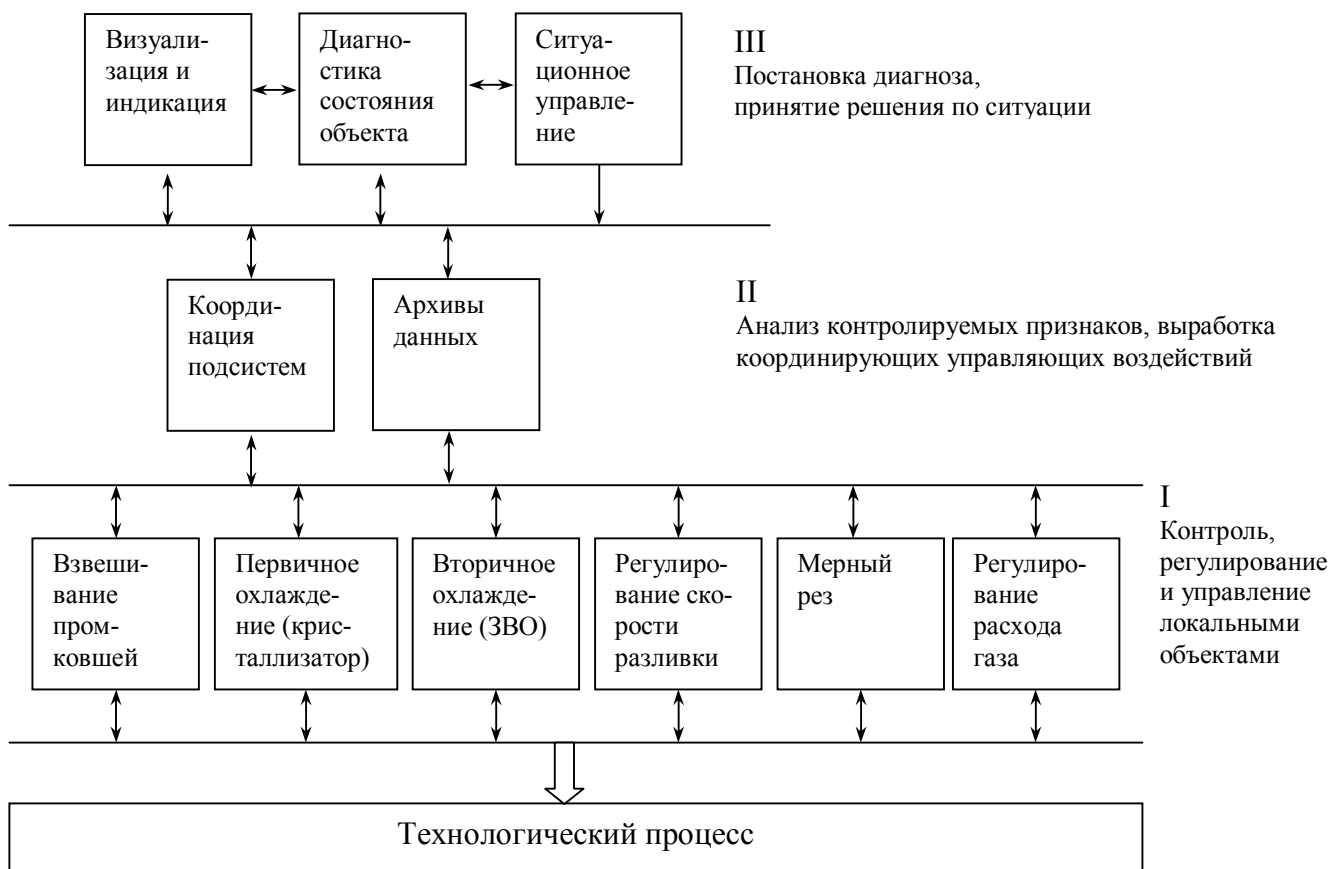 Визуали-
зация и
индикация
Диагно-
стика
состояния
объекта
Ситуа-
ционное
управле-
ние
III
Постановка диагноза,
принятие решения по ситуации
Коорди-
нация
подсистем
Архивы
данных
II
Анализ контролируемых признаков, выработка
координирующих управляющих воздействий
Взвеши-
вание
пром-
ковшей
Первичное
охлажде-
ние (крис-
таллизатор)
Вторичное
охлажде-
ние (ЗВО)
Регулиро-
вание ско-
рости
разливки
Мерный
рез
Регулиро-
вание
расхода
газа
I
Контроль,
регулирование
и управление
локальными
объектами
Технологический процесс